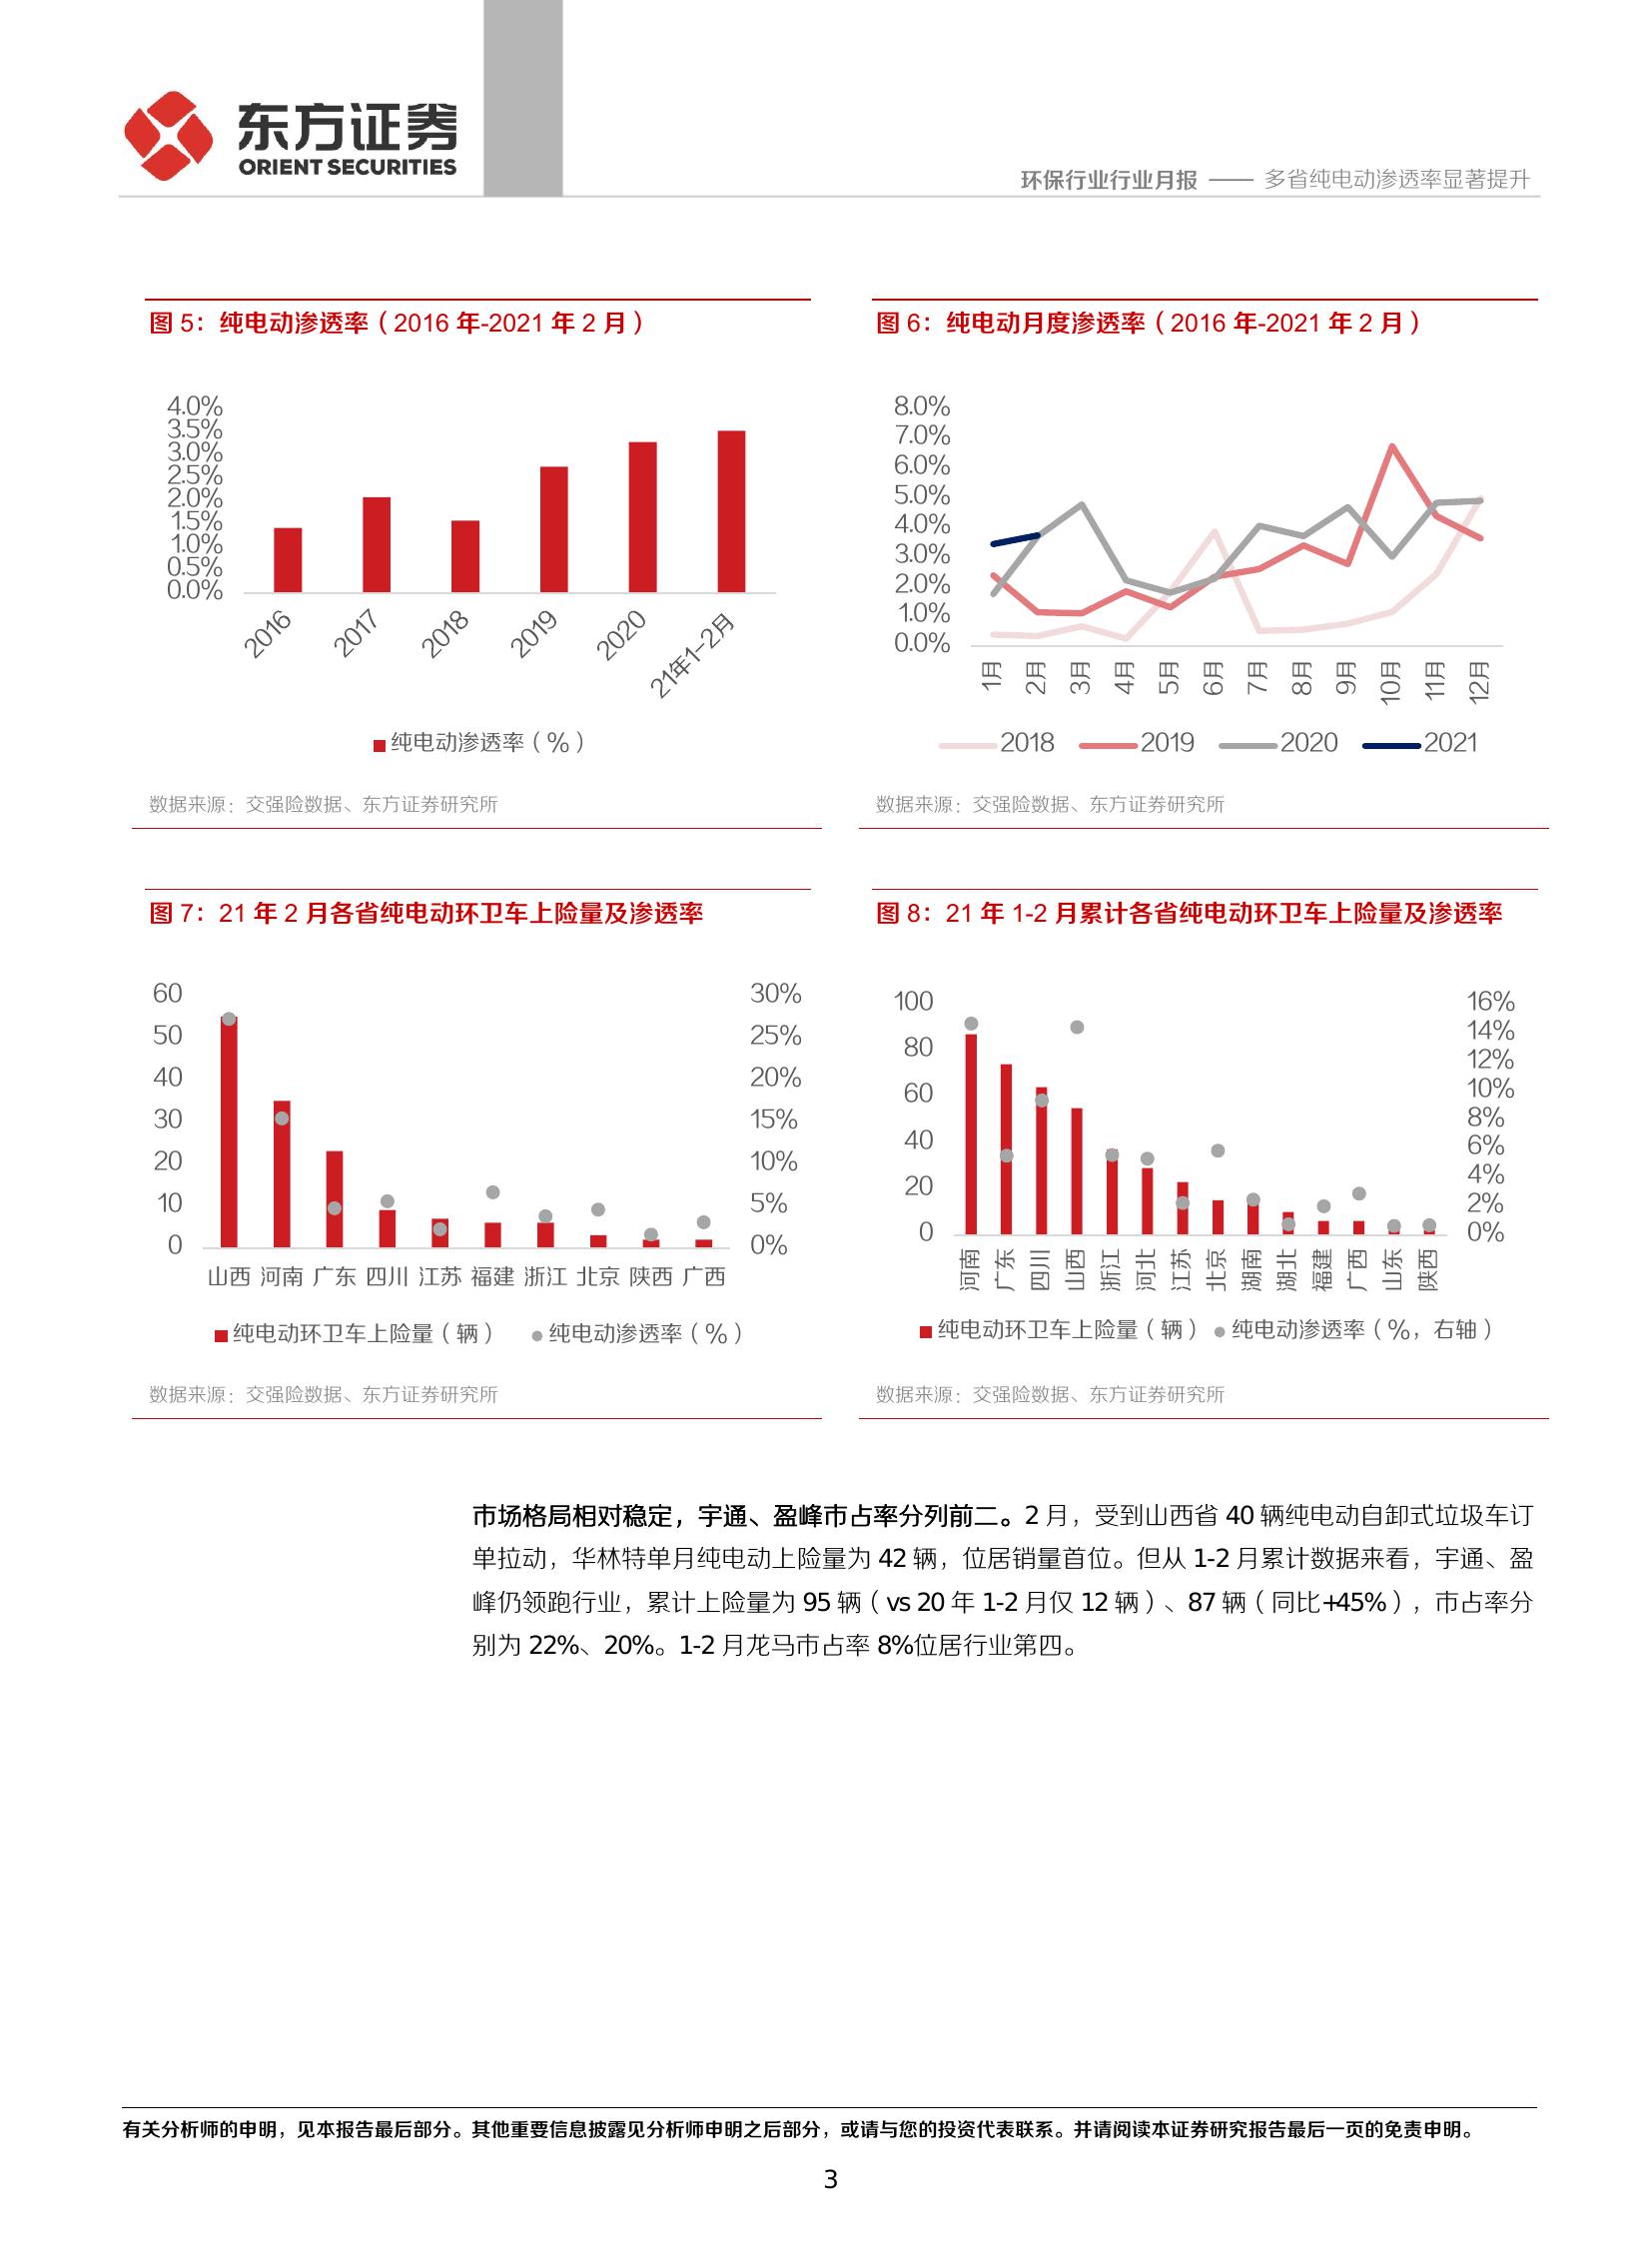 东方证券
ORIENT SECURITIES
环保行业行业月报 —— 多省纯电动渗透率显著提升
图 5：纯电动渗透率（2016 年-2021 年 2 月）
4.0%
3.5%
3.0%
2.5%
2.0%
1.5%
1.0%
0.5%
0.0%
2016
2017
2018
2019
2020
21年1-2月
纯电动渗透率（%）
数据来源：交强险数据、东方证券研究所
图 6：纯电动月度渗透率（2016 年-2021 年 2 月）
8.0%
7.0%
6.0%
5.0%
4.0%
3.0%
2.0%
1.0%
0.0%
1月
2月
3月
4月
5月
6月
7月
8月
9月
10月
11月
12月
2018 2019 2020 2021
数据来源：交强险数据、东方证券研究所
图 7：21 年 2 月各省纯电动环卫车上险量及渗透率
60
50
40
30
20
10
0
30%
25%
20%
15%
10%
5%
0%
山西 河南 广东 四川 江苏 福建 浙江 北京 陕西 广西
纯电动环卫车上险量（辆） 纯电动渗透率（%）
数据来源：交强险数据、东方证券研究所
图 8：21 年 1-2 月累计各省纯电动环卫车上险量及渗透率
100
80
60
40
20
0
16%
14%
12%
10%
8%
6%
4%
2%
0%
河南
广东
四川
山西
浙江
河北
江苏
北京
湖南
湖北
福建
广西
山东
陕西
纯电动环卫车上险量（辆） 纯电动渗透率（%，右轴）
数据来源：交强险数据、东方证券研究所
市场格局相对稳定，宇通、盈峰市占率分列前二。2 月，受到山西省 40 辆纯电动自卸式垃圾车订
单拉动，华林特单月纯电动上险量为 42 辆，位居销量首位。但从 1-2 月累计数据来看，宇通、盈
峰仍领跑行业，累计上险量为 95 辆（vs 20 年 1-2 月仅 12 辆）、87 辆（同比+45%），市占率分
别为 22%、20%。1-2 月龙马市占率 8%位居行业第四。
有关分析师的申明，见本报告最后部分。其他重要信息披露见分析师申明之后部分，或请与您的投资代表联系。并请阅读本证券研究报告最后一页的免责申明。
3